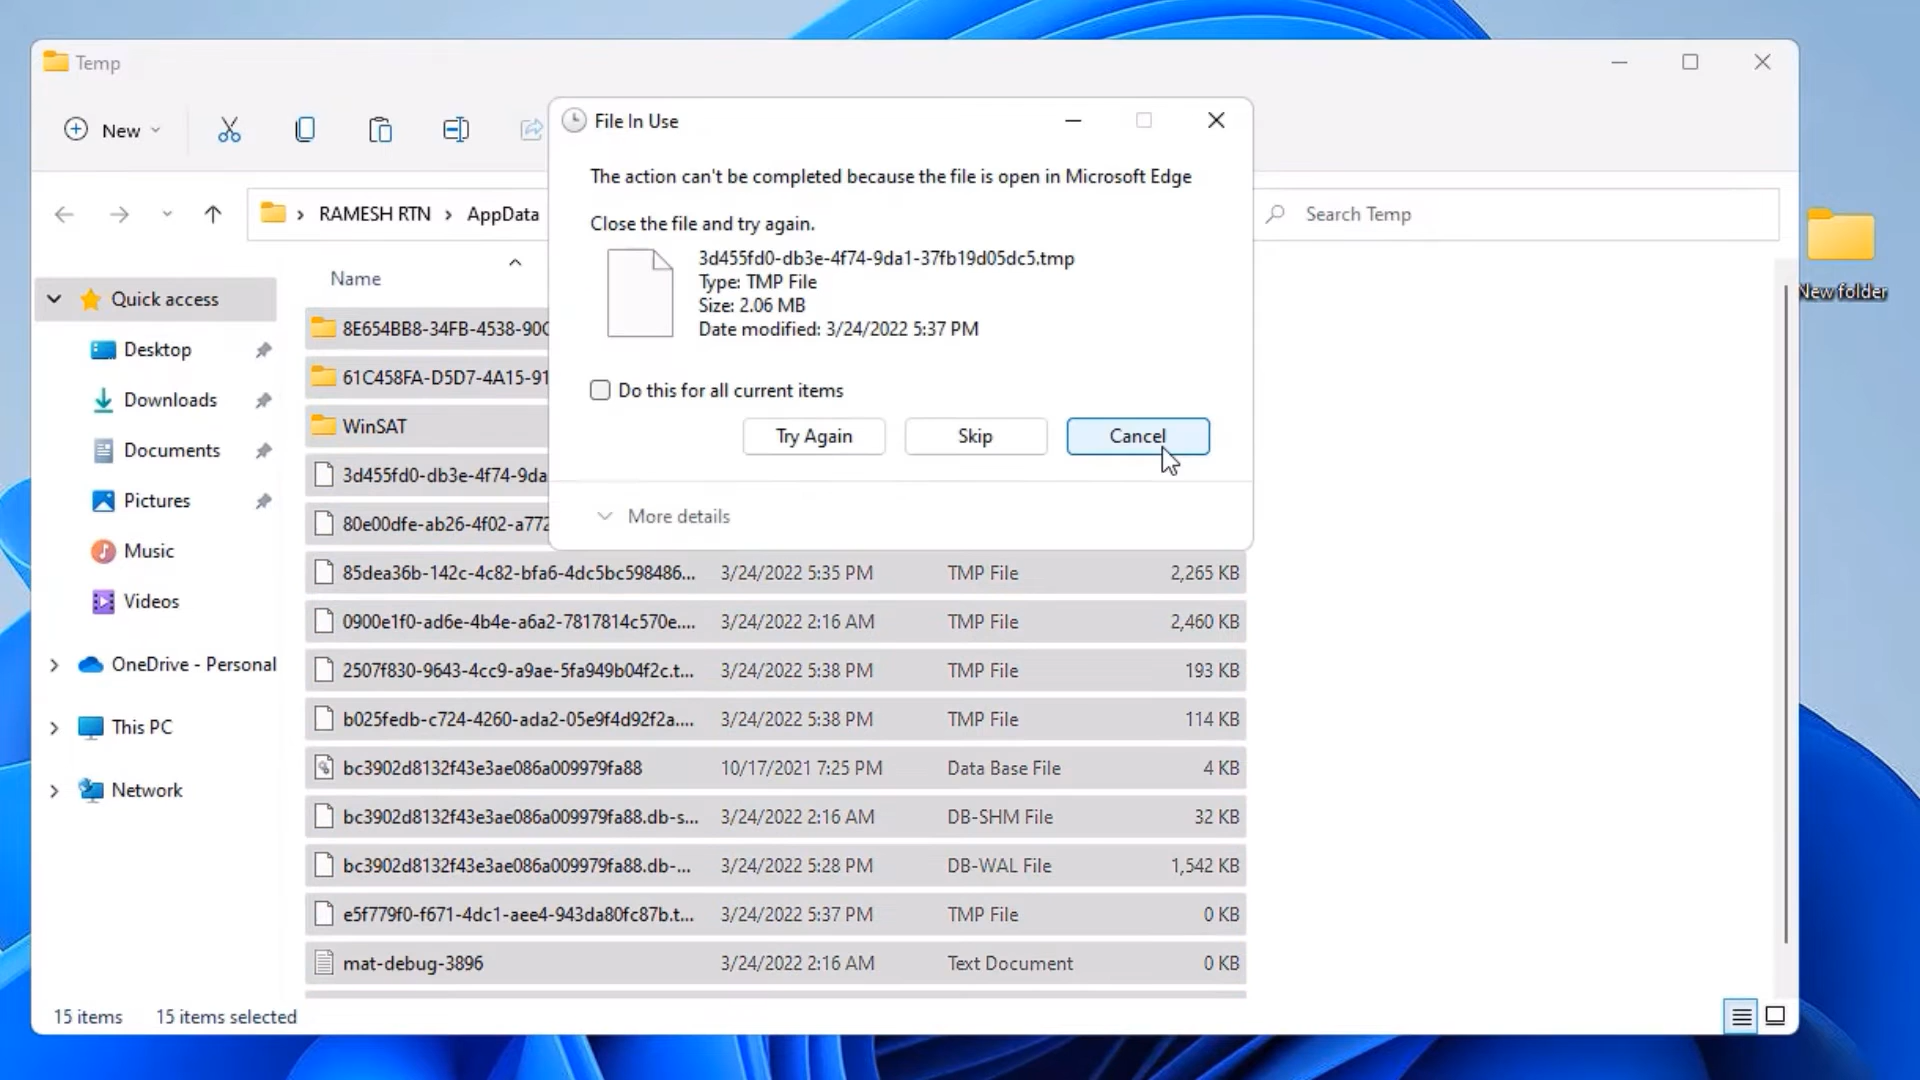 Temp
New
RAMESH RTN
AppData
Search Temp
File In Use
The action can't be completed because the file is open in Microsoft Edge
Close the file and try again.
3d455fd0-db3e-4f74-9da1-37fb19d05dc5.tmp
Type: TMP File
Size: 2.06 MB
Date modified: 3/24/2022 5:37 PM
Do this for all current items
Try Again
Skip
Cancel
More details
Quick access
Desktop
Downloads
Documents
Pictures
Music
Videos
OneDrive - Personal
This PC
Network
Name
8E654BB8-34FB-4538-90C
61C458FA-D5D7-4A15-91
WinSAT
3d455fd0-db3e-4f74-9da
80e00dfe-ab26-4f02-a772
85dea36b-142c-4c82-bfa6-4dc5bc598486... 3/24/2022 5:35 PM TMP File 2,265 KB
0900e1f0-ad6e-4b4e-a6a2-7817814c570e.... 3/24/2022 2:16 AM TMP File 2,460 KB
2507f830-9643-4cc9-a9ae-5fa949b04f2c.t... 3/24/2022 5:38 PM TMP File 193 KB
b025fedb-c724-4260-ada2-05e9f4d92f2a.... 3/24/2022 5:38 PM TMP File 114 KB
bc3902d8132f43e3ae086a009979fa88 10/17/2021 7:25 PM Data Base File 4 KB
bc3902d8132f43e3ae086a009979fa88.db-s... 3/24/2022 2:16 AM DB-SHM File 32 KB
bc3902d8132f43e3ae086a009979fa88.db-... 3/24/2022 5:28 PM DB-WAL File 1,542 KB
e5f779f0-f671-4dc1-aee4-943da80fc87b.t... 3/24/2022 5:37 PM TMP File 0 KB
mat-debug-3896 3/24/2022 2:16 AM Text Document 0 KB
15 items 15 items selected
New folder